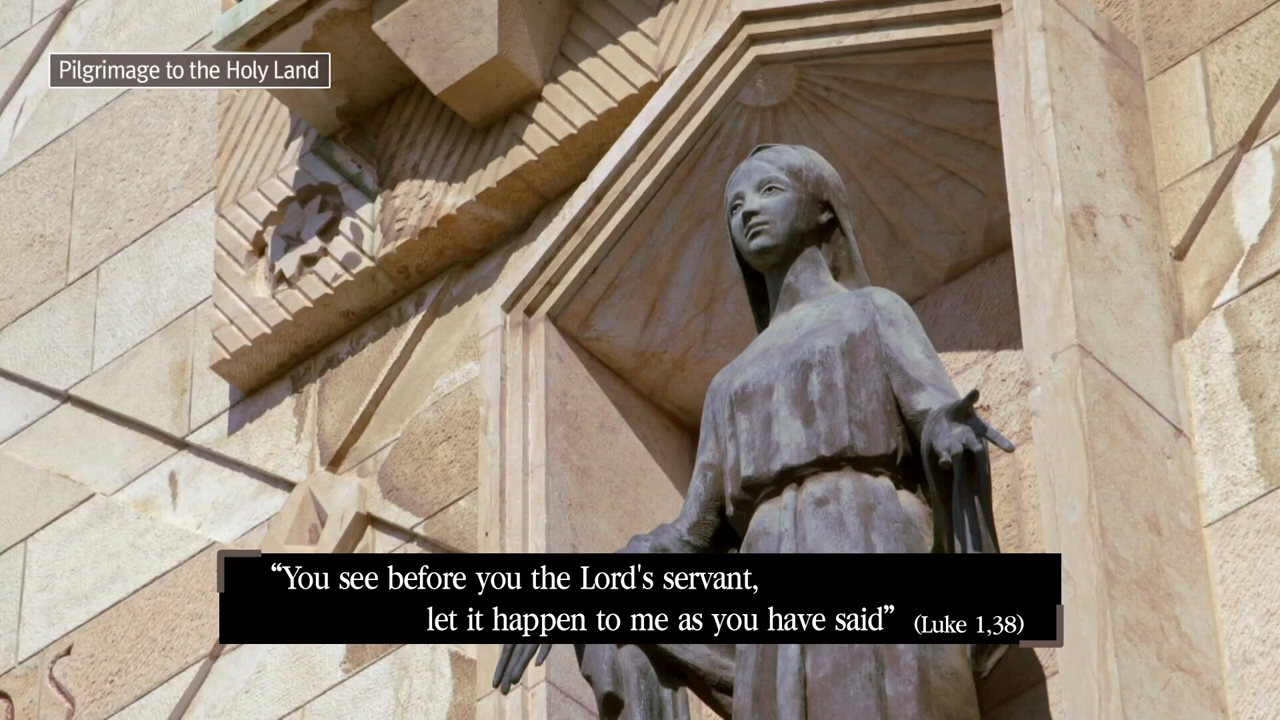 Pilgrimage to the Holy Land
“You see before you the Lord's servant,
let it happen to me as you have said” (Luke 1,38)